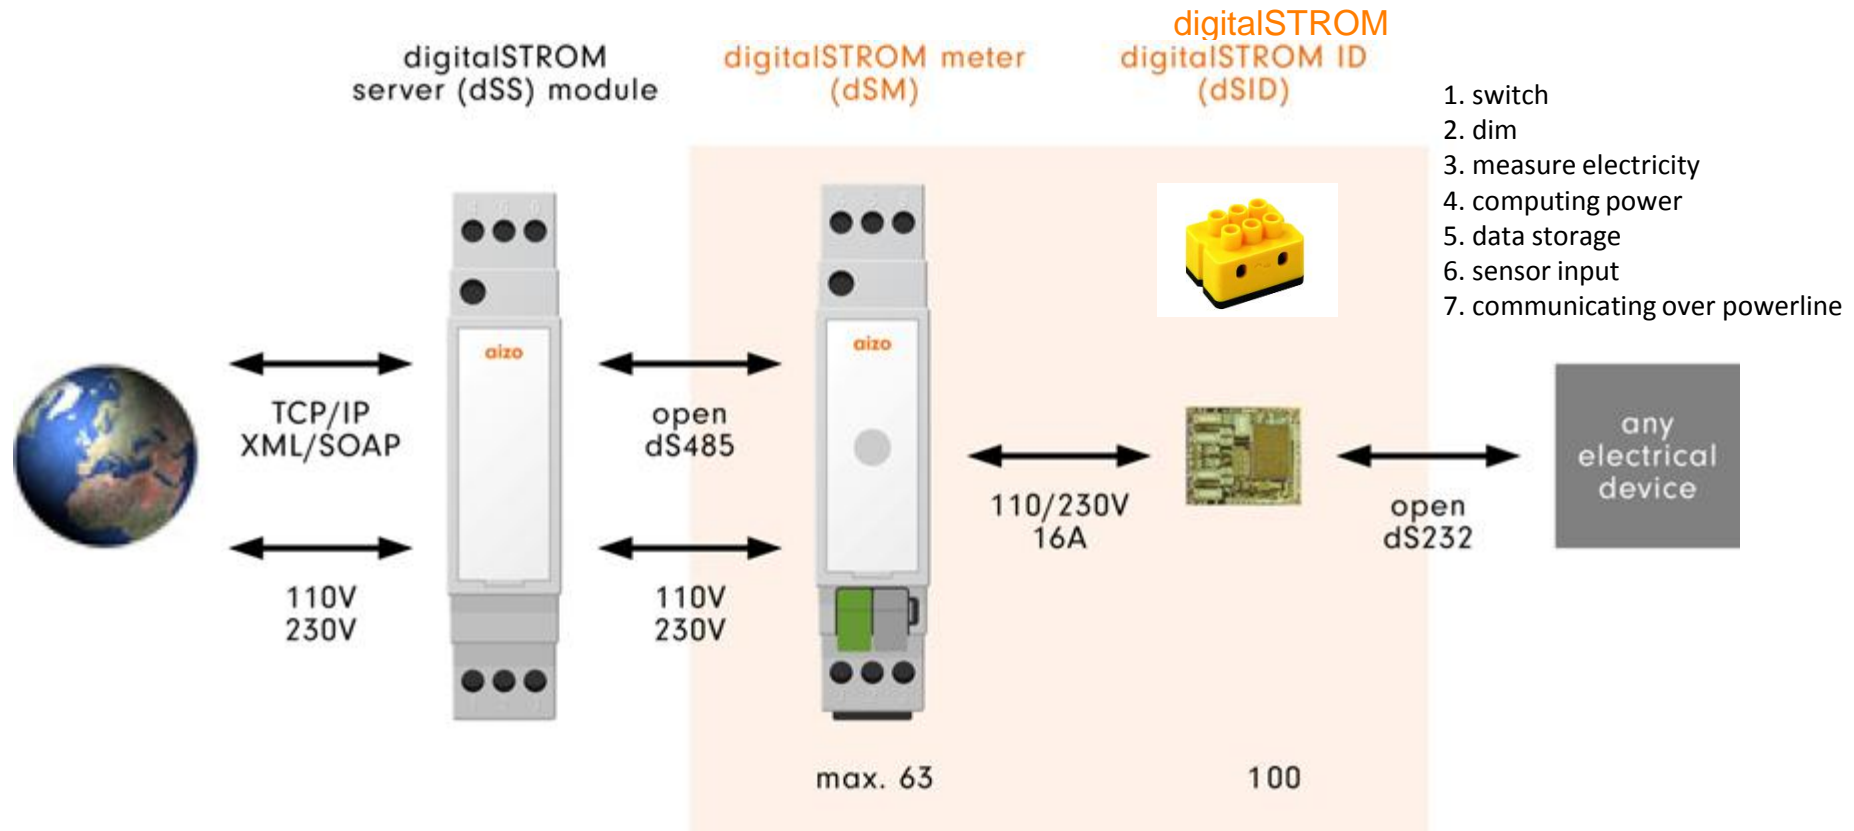 digitalSTROM
digitalSTROM
server (dSS) module
digitalSTROM meter
(dSM)
digitalSTROM ID
(dSID)
1. switch
2. dim
3. measure electricity
4. computing power
5. data storage
6. sensor input
7. communicating over powerline
aizo
aizo
TCP/IP
XML/SOAP
open
dS485
110/230V
16A
open
dS232
any
electrical
device
110V
230V
110V
230V
max. 63
100